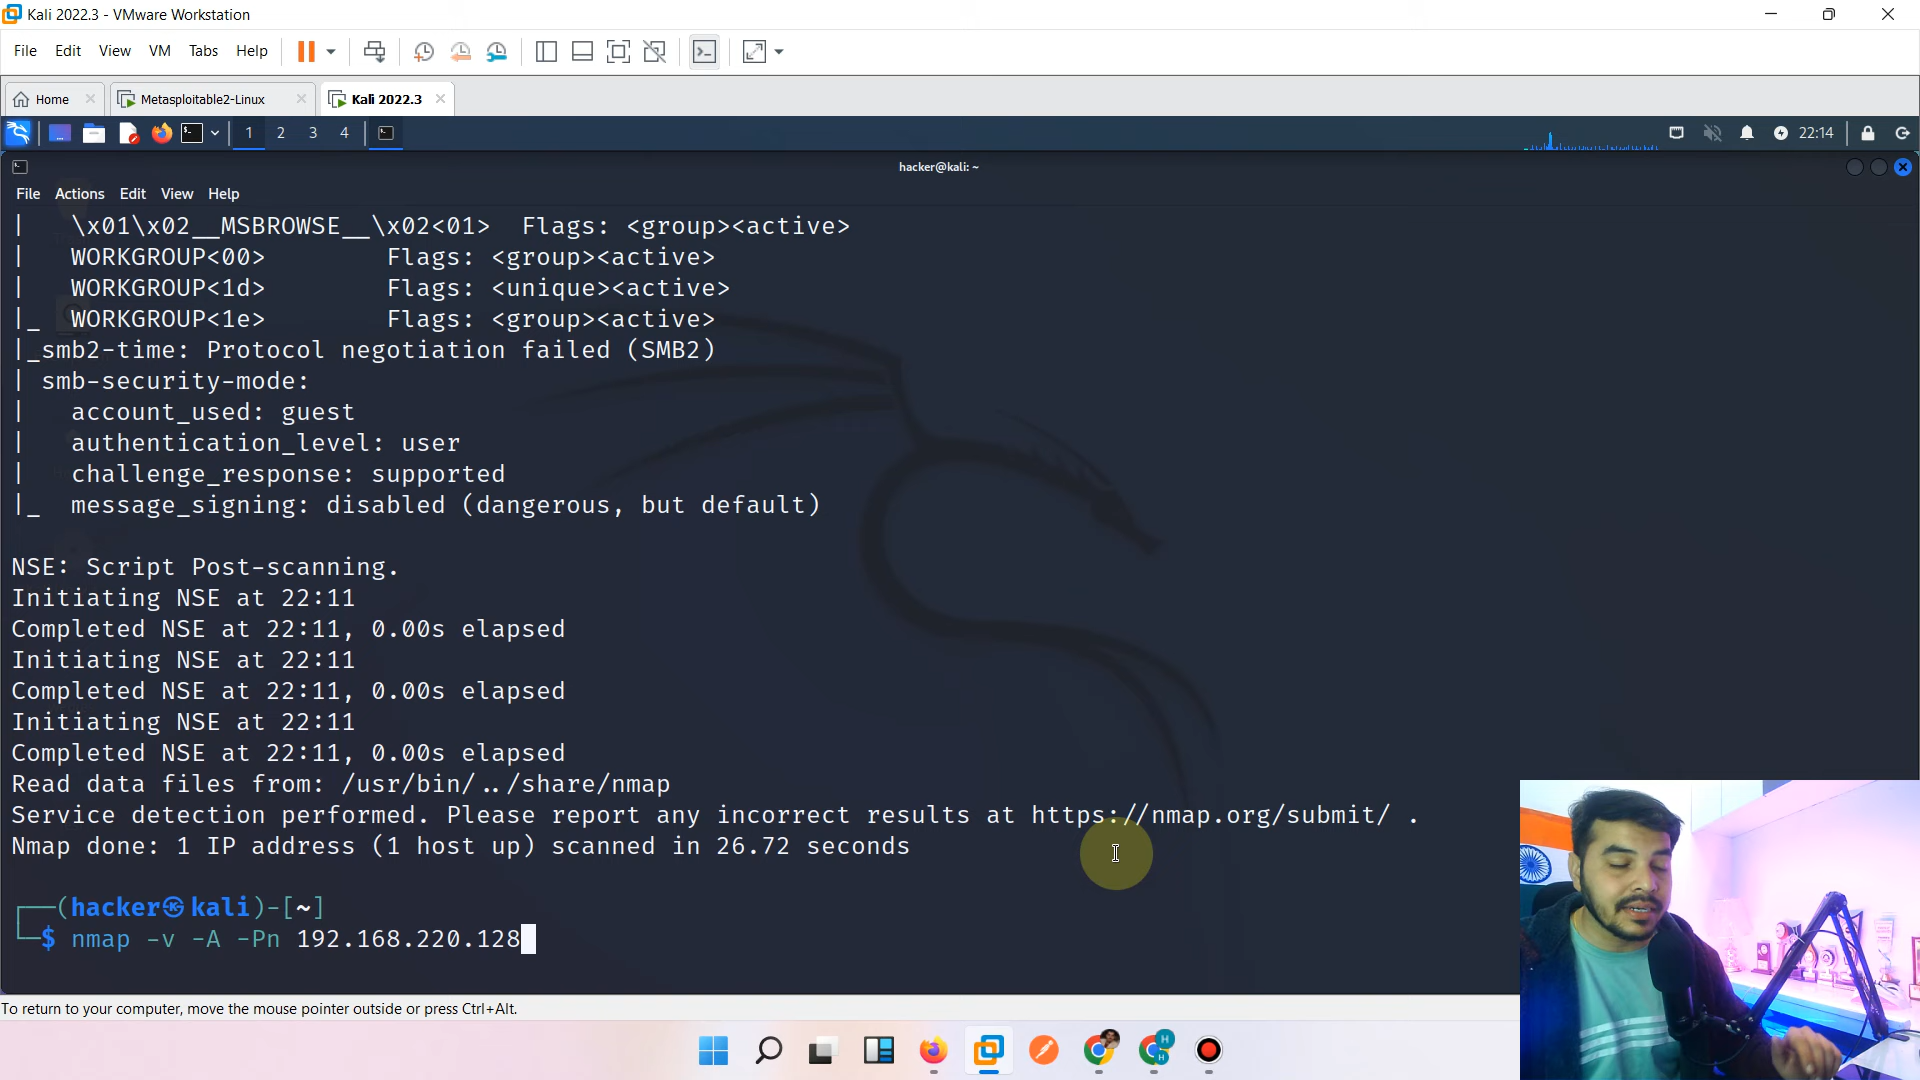 Kali 2022.3 - VMware Workstation
File Edit View VM Tabs Help
Home Metasploitable2-Linux Kali 2022.3
1 2 3 4 22:14
hacker@kali: ~
File Actions Edit View Help
|   \x01\x02__MSBROWSE__\x02<01>  Flags: <group><active>
|   WORKGROUP<00>        Flags: <group><active>
|   WORKGROUP<1d>        Flags: <unique><active>
|_  WORKGROUP<1e>        Flags: <group><active>
|_smb2-time: Protocol negotiation failed (SMB2)
| smb-security-mode:
|   account_used: guest
|   authentication_level: user
|   challenge_response: supported
|_  message_signing: disabled (dangerous, but default)
NSE: Script Post-scanning.
Initiating NSE at 22:11
Completed NSE at 22:11, 0.00s elapsed
Initiating NSE at 22:11
Completed NSE at 22:11, 0.00s elapsed
Initiating NSE at 22:11
Completed NSE at 22:11, 0.00s elapsed
Read data files from: /usr/bin/../share/nmap
Service detection performed. Please report any incorrect results at https://nmap.org/submit/ .
Nmap done: 1 IP address (1 host up) scanned in 26.72 seconds
┌──(hacker㉿kali)-[~]
└─$ nmap -v -A -Pn 192.168.220.128
To return to your computer, move the mouse pointer outside or press Ctrl+Alt.